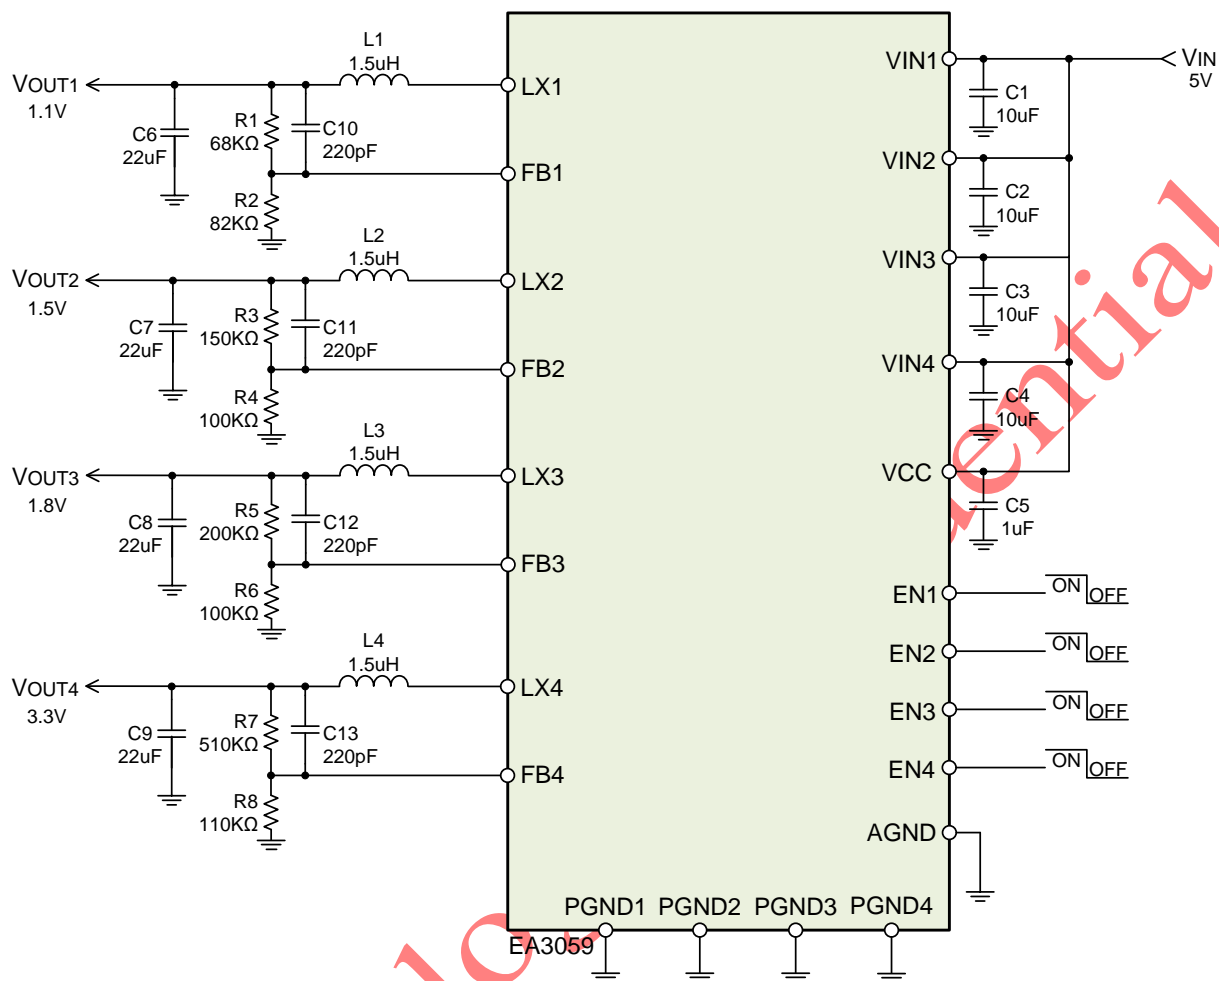 VOUT1
1.1V
L1
1.5uH
LX1
C6
22uF
R1
68KΩ
C10
220pF
FB1
R2
82KΩ
VOUT2
1.5V
L2
1.5uH
LX2
C7
22uF
R3
150KΩ
C11
220pF
FB2
R4
100KΩ
VOUT3
1.8V
L3
1.5uH
LX3
C8
22uF
R5
200KΩ
C12
220pF
FB3
R6
100KΩ
VOUT4
3.3V
L4
1.5uH
LX4
C9
22uF
R7
510KΩ
C13
220pF
FB4
R8
110KΩ
VIN1
VIN
5V
C1
10uF
VIN2
C2
10uF
VIN3
C3
10uF
VIN4
C4
10uF
VCC
C5
1uF
EN1
ON OFF
EN2
ON OFF
EN3
ON OFF
EN4
ON OFF
AGND
PGND1 PGND2 PGND3 PGND4
EA3059